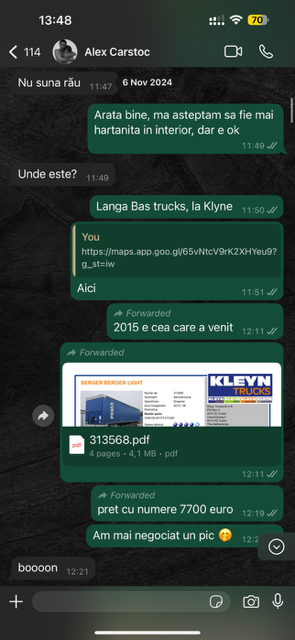 13:48
70
114
Alex Carstoc
Nu suna rău
11:47
6 Nov 2024
Arata bine, ma asteptam sa fie mai
hartanita in interior, dar e ok
11:49
Unde este?
11:49
Langa Bas trucks, la Klyne
11:50
You
https://maps.app.goo.gl/65vNtcV9rK2XHYeu9?
g_st=iw
Aici
11:51
Forwarded
2015 e cea care a venit
12:11
Forwarded
BERGER BERGER LIGHT
KLEYN
TRUCKS
pdf
313568.pdf
4 pages • 4,1 MB • pdf
12:11
Forwarded
pret cu numere 7700 euro
12:19
Am mai negociat un pic 🤭
boooon
12:21